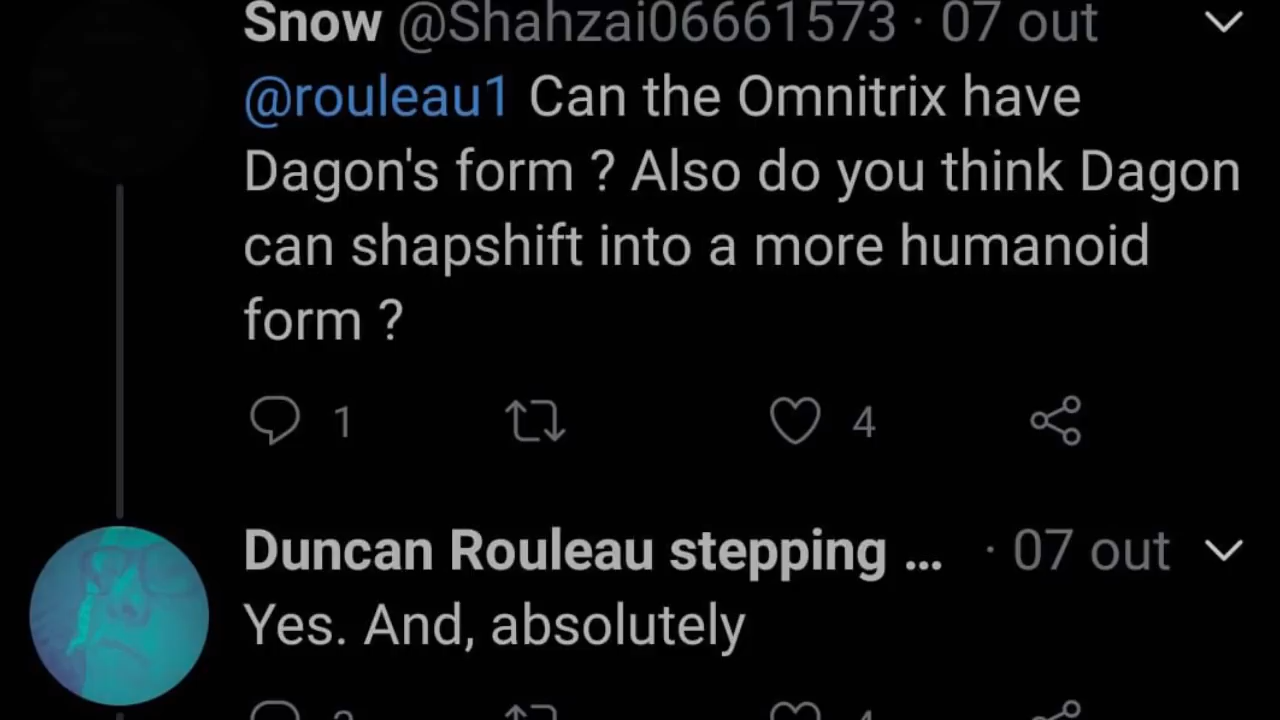 Snow @Shahzai06661573 · 07 out
@rouleau1 Can the Omnitrix have
Dagon's form ? Also do you think Dagon
can shapshift into a more humanoid
form ?
1 4
Duncan Rouleau stepping ... · 07 out
Yes. And, absolutely